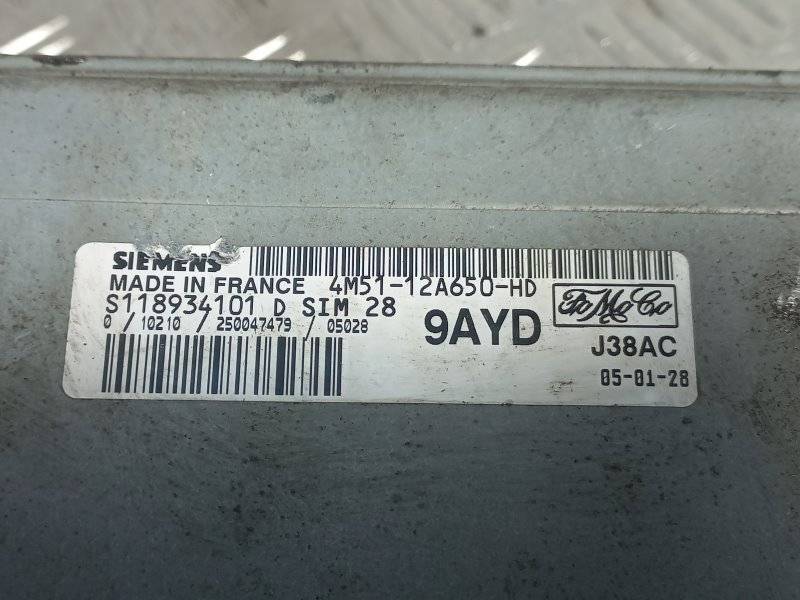 SIEMENS
MADE IN FRANCE 4M51-12A650-HD
S118934101 D SIM 28
0 / 10210 / 250047479 / 05028
9AYD
FoMoCo
J38AC
05-01-28